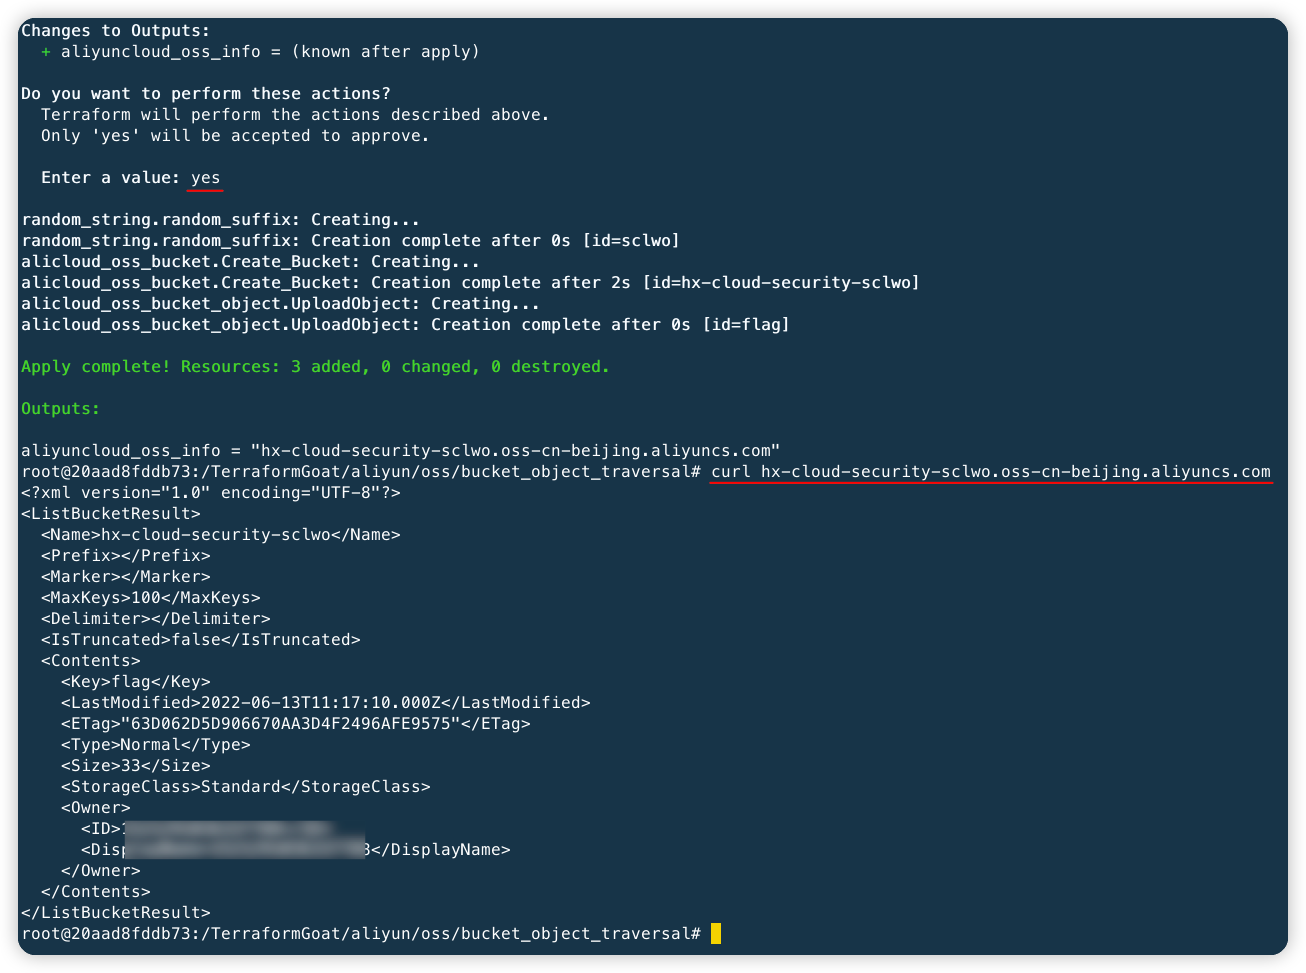 Changes to Outputs:
  + aliyuncloud_oss_info = (known after apply)
Do you want to perform these actions?
  Terraform will perform the actions described above.
  Only 'yes' will be accepted to approve.
  Enter a value: yes
random_string.random_suffix: Creating...
random_string.random_suffix: Creation complete after 0s [id=sclwo]
alicloud_oss_bucket.Create_Bucket: Creating...
alicloud_oss_bucket.Create_Bucket: Creation complete after 2s [id=hx-cloud-security-sclwo]
alicloud_oss_bucket_object.UploadObject: Creating...
alicloud_oss_bucket_object.UploadObject: Creation complete after 0s [id=flag]
Apply complete! Resources: 3 added, 0 changed, 0 destroyed.
Outputs:
aliyuncloud_oss_info = "hx-cloud-security-sclwo.oss-cn-beijing.aliyuncs.com"
root@20aad8fddb73:/TerraformGoat/aliyun/oss/bucket_object_traversal# curl hx-cloud-security-sclwo.oss-cn-beijing.aliyuncs.com
<?xml version="1.0" encoding="UTF-8"?>
<ListBucketResult>
  <Name>hx-cloud-security-sclwo</Name>
  <Prefix></Prefix>
  <Marker></Marker>
  <MaxKeys>100</MaxKeys>
  <Delimiter></Delimiter>
  <IsTruncated>false</IsTruncated>
  <Contents>
    <Key>flag</Key>
    <LastModified>2022-06-13T11:17:10.000Z</LastModified>
    <ETag>"63D062D5D906670AA3D4F2496AFE9575"</ETag>
    <Type>Normal</Type>
    <Size>33</Size>
    <StorageClass>Standard</StorageClass>
    <Owner>
      <ID>
      </DisplayName>
    </Owner>
  </Contents>
</ListBucketResult>
root@20aad8fddb73:/TerraformGoat/aliyun/oss/bucket_object_traversal#